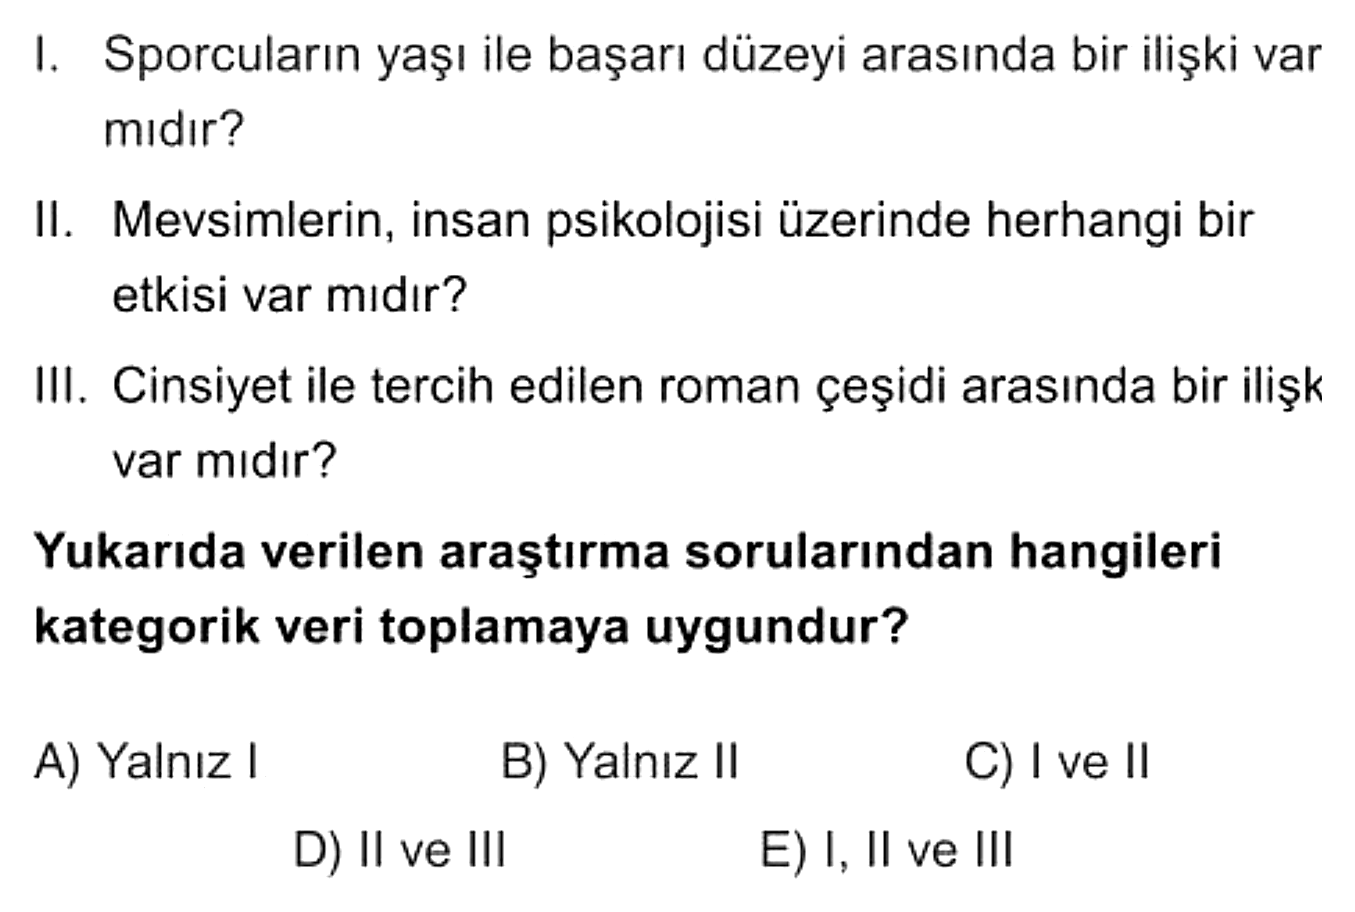 I. Sporcuların yaşı ile başarı düzeyi arasında bir ilişki var
mıdır?
II. Mevsimlerin, insan psikolojisi üzerinde herhangi bir
etkisi var mıdır?
III. Cinsiyet ile tercih edilen roman çeşidi arasında bir ilişk
var mıdır?
Yukarıda verilen araştırma sorularından hangileri
kategorik veri toplamaya uygundur?
A) Yalnız I B) Yalnız II C) I ve II
D) II ve III E) I, II ve III